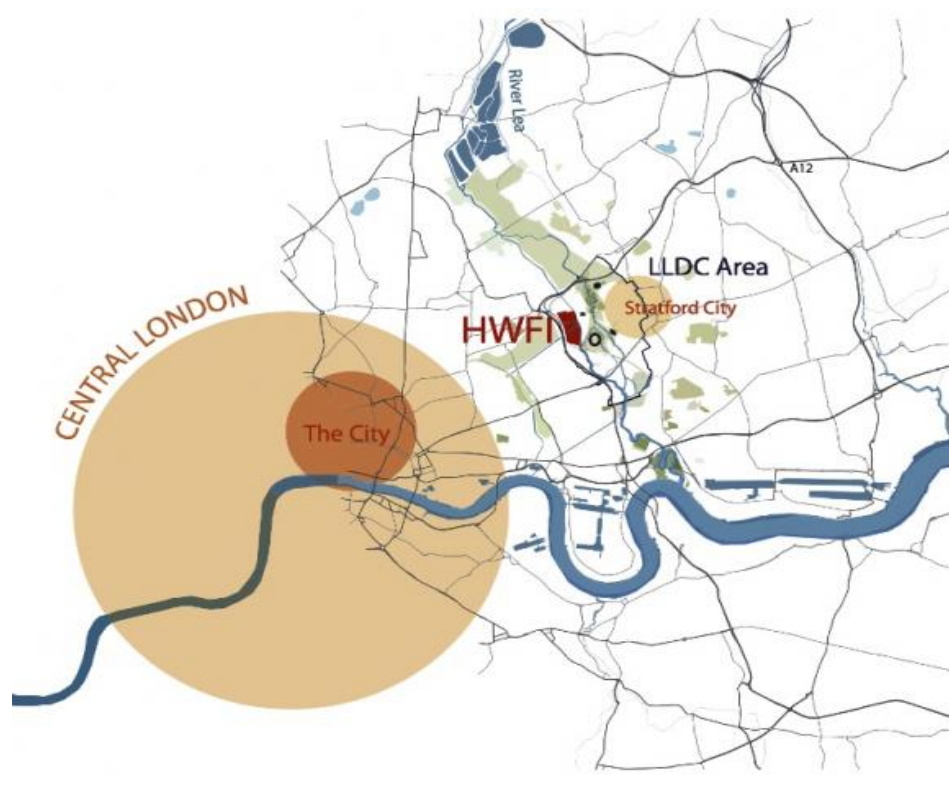 River Lea
A12
LLDC Area
Stratford City
HWFI
CENTRAL LONDON
The City